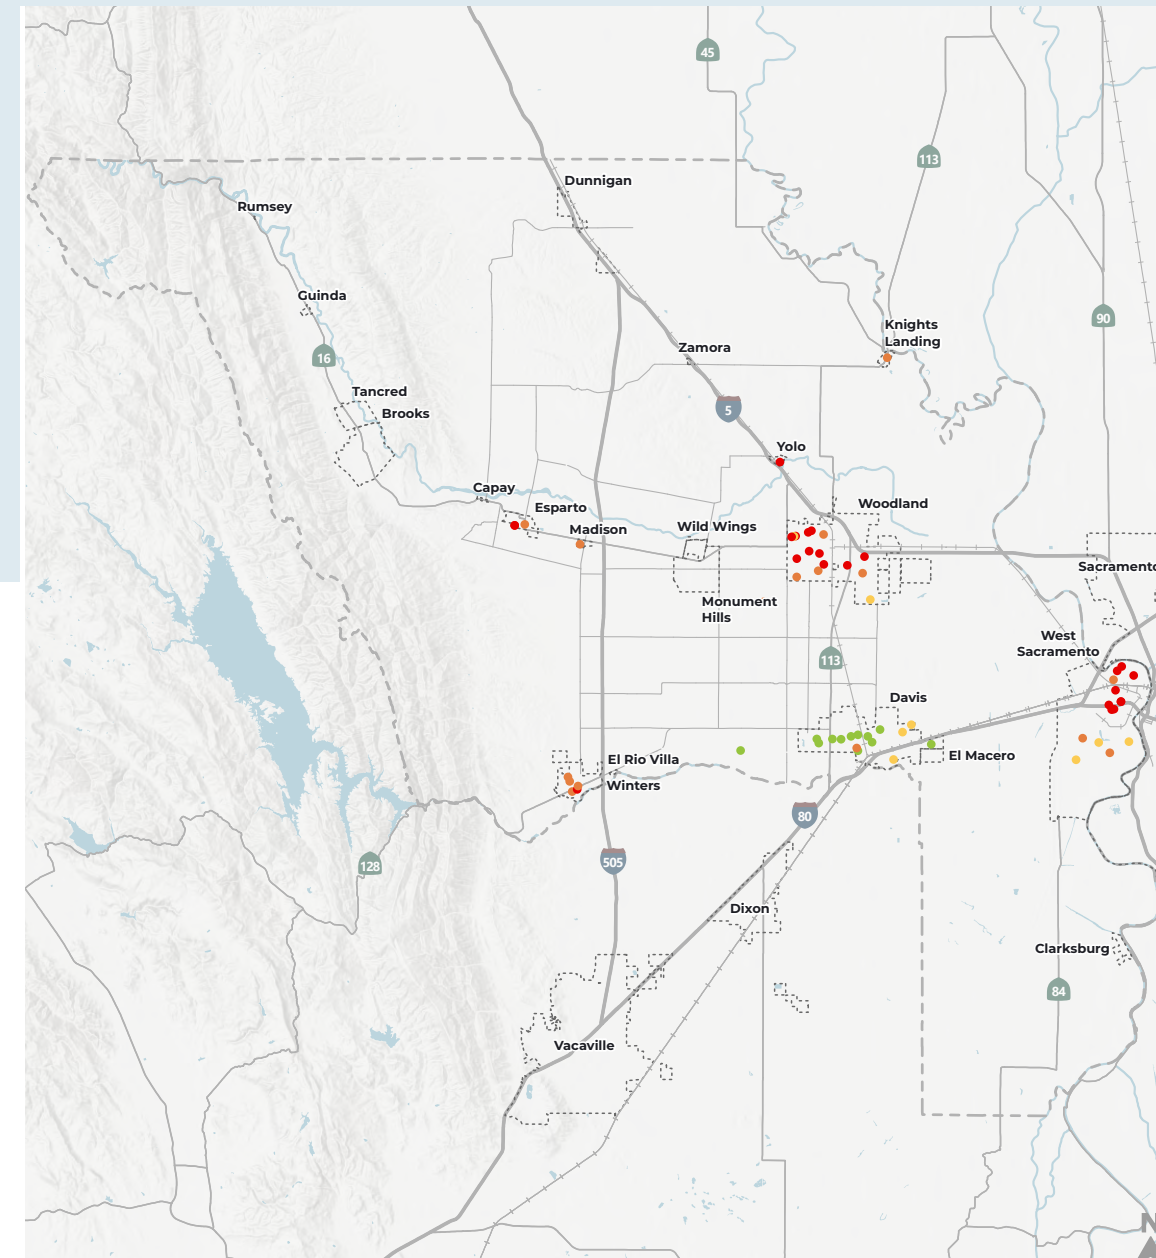 45
113
Dunnigan
Rumsey
Guinda
Knights
Landing
90
16
Zamora
Tancred
Brooks
5
Yolo
Capay
Esparto
Woodland
Madison
Wild Wings
Sacramento
Monument
Hills
West
Sacramento
113
Davis
El Rio Villa
El Macero
Winters
80
505
128
Dixon
Clarksburg
84
Vacaville
N